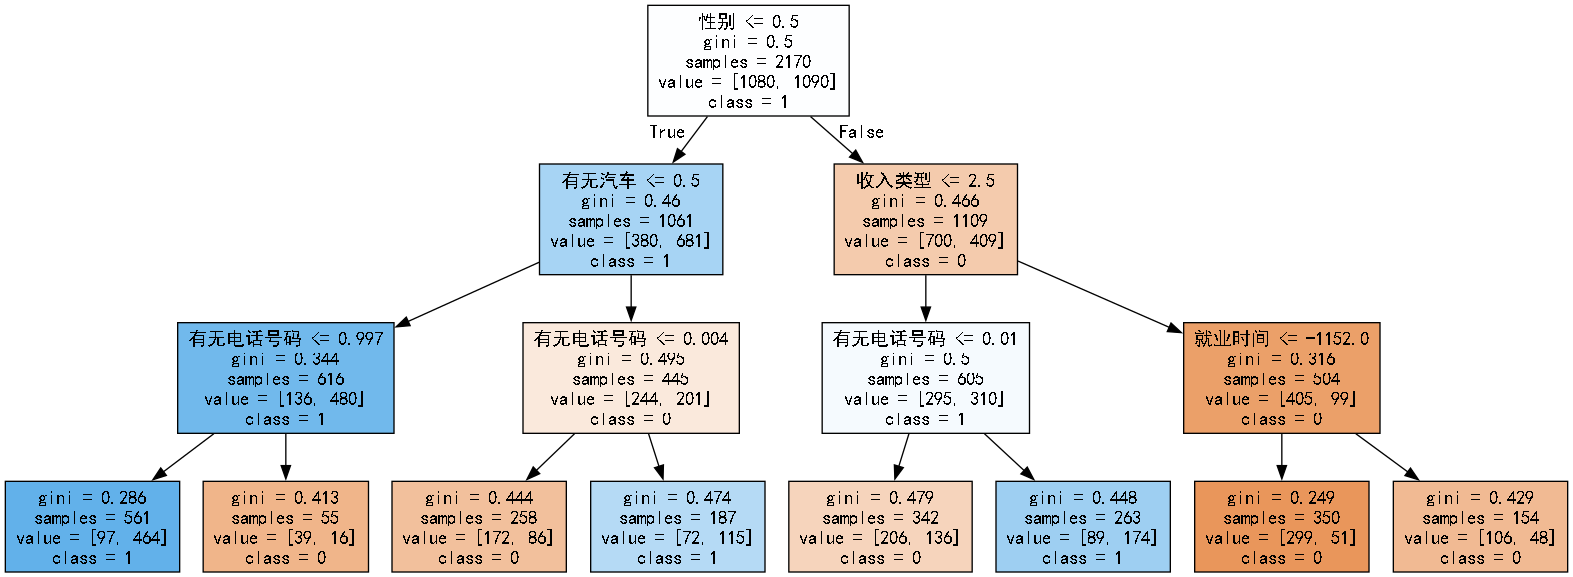 性别 <= 0.5
gini = 0.5
samples = 2170
value = [1080, 1090]
class = 1
True
False
有无汽车 <= 0.5
gini = 0.46
samples = 1061
value = [380, 681]
class = 1
收入类型 <= 2.5
gini = 0.466
samples = 1109
value = [700, 409]
class = 0
有无电话号码 <= 0.997
gini = 0.344
samples = 616
value = [136, 480]
class = 1
有无电话号码 <= 0.004
gini = 0.495
samples = 445
value = [244, 201]
class = 0
有无电话号码 <= 0.01
gini = 0.5
samples = 605
value = [295, 310]
class = 1
就业时间 <= -1152.0
gini = 0.316
samples = 504
value = [405, 99]
class = 0
gini = 0.286
samples = 561
value = [97, 464]
class = 1
gini = 0.413
samples = 55
value = [39, 16]
class = 0
gini = 0.444
samples = 258
value = [172, 86]
class = 0
gini = 0.474
samples = 187
value = [72, 115]
class = 1
gini = 0.479
samples = 342
value = [206, 136]
class = 0
gini = 0.448
samples = 263
value = [89, 174]
class = 1
gini = 0.249
samples = 350
value = [299, 51]
class = 0
gini = 0.429
samples = 154
value = [106, 48]
class = 0